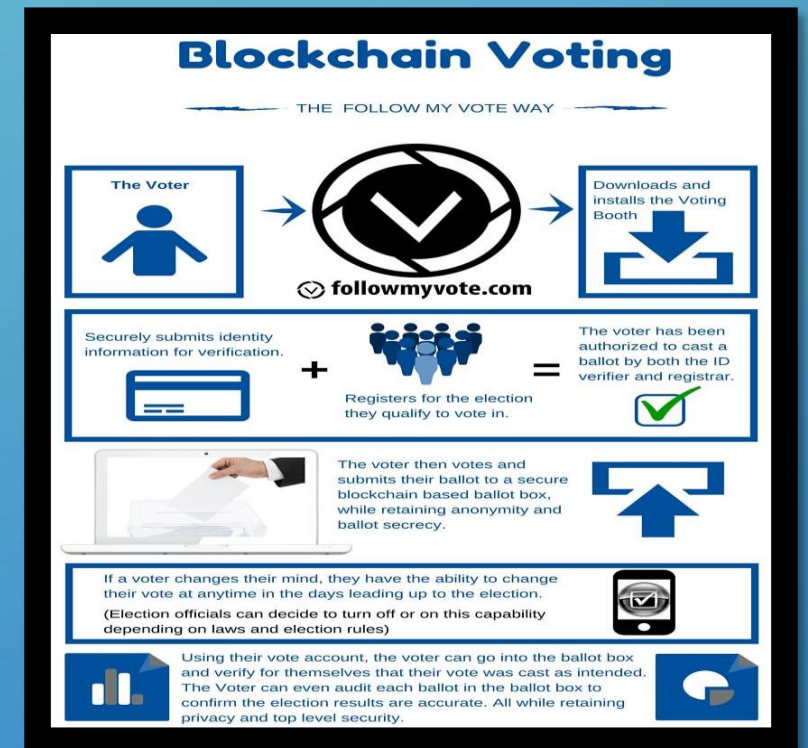 Blockchain Voting
THE FOLLOW MY VOTE WAY
The Voter
followmyvote.com
Downloads and
installs the Voting
Booth
Securely submits identity
information for verification.
+
Registers for the election
they qualify to vote in.
=
The voter has been
authorized to cast a
ballot by both the ID
verifier and registrar.
The voter then votes and
submits their ballot to a secure
blockchain based ballot box,
while retaining anonymity and
ballot secrecy.
If a voter changes their mind, they have the ability to change
their vote at anytime in the days leading up to the election.
(Election officials can decide to turn off or on this capability
depending on laws and election rules)
Using their vote account, the voter can go into the ballot box
and verify for themselves that their vote was cast as intended.
The Voter can even audit each ballot in the ballot box to
confirm the election results are accurate. All while retaining
privacy and top level security.